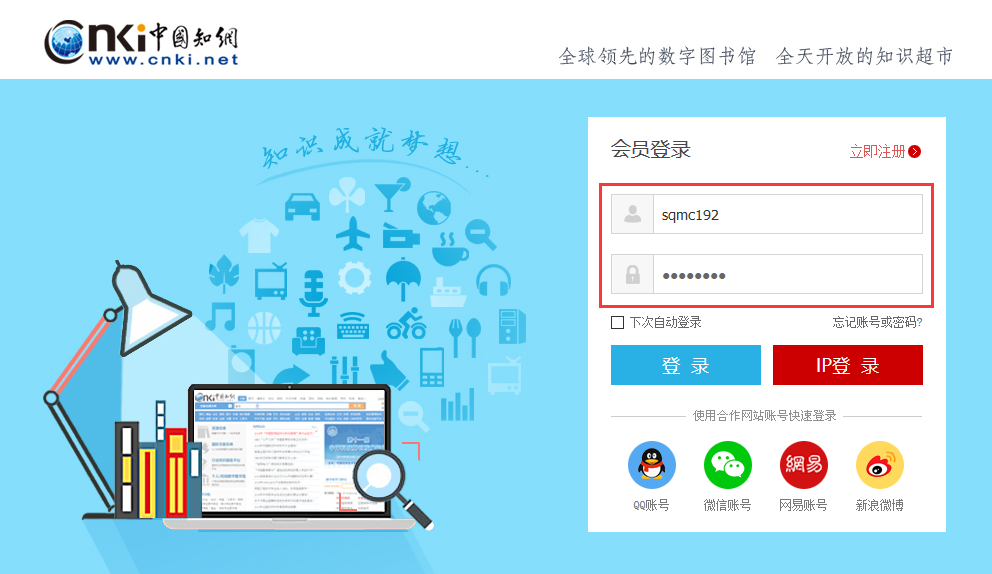 Cnki中國知網
www.cnki.net
全球领先的数字图书馆 全天开放的知识超市
知识成就梦想...
会员登录
立即注册
sqmc192
••••••••
下次自动登录
忘记账号或密码?
登 录
IP登 录
使用合作网站账号快速登录
網易
QQ账号
微信账号
网易账号
新浪微博